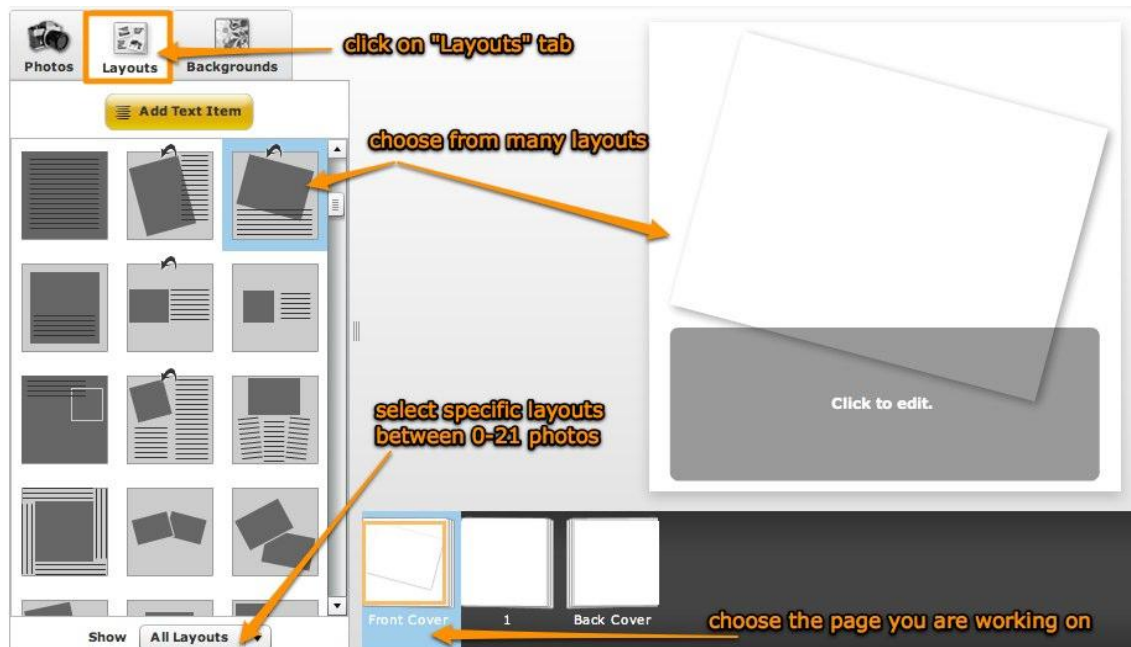 Photos
Layouts
Backgrounds
click on "Layouts" tab
Add Text Item
choose from many layouts
select specific layouts
between 0-21 photos
Click to edit.
Front Cover
1
Back Cover
choose the page you are working on
Show
All Layouts